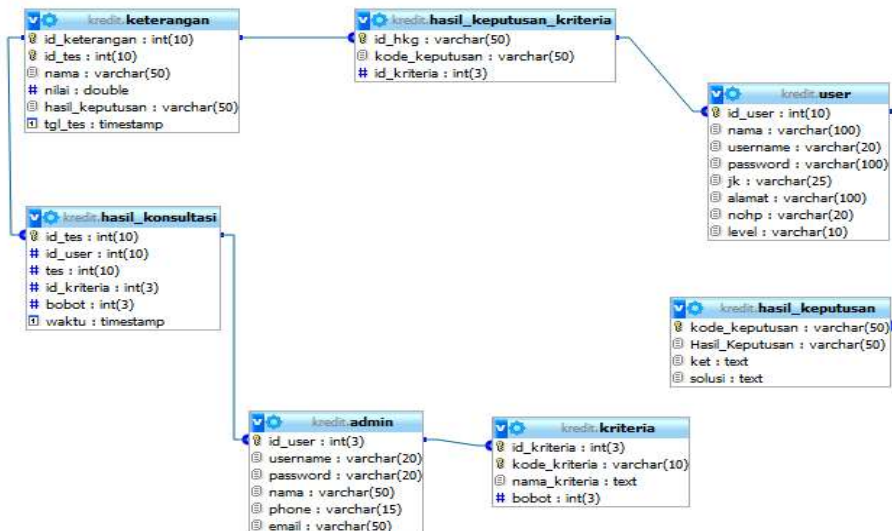 kredit.keterangan
id_keterangan : int(10)
id_tes : int(10)
nama : varchar(50)
# nilai : double
hasil_keputusan : varchar(50)
tgl_tes : timestamp
kredit.hasil_keputusan_kriteria
id_hkg : varchar(50)
kode_keputusan : varchar(50)
# id_kriteria : int(3)
kredit.user
id_user : int(10)
nama : varchar(100)
username : varchar(20)
password : varchar(100)
jk : varchar(25)
alamat : varchar(100)
nohp : varchar(20)
level : varchar(10)
kredit.hasil_konsultasi
id_tes : int(10)
# id_user : int(10)
# tes : int(10)
# id_kriteria : int(3)
# bobot : int(3)
waktu : timestamp
kredit.hasil_keputusan
kode_keputusan : varchar(50)
Hasil_Keputusan : varchar(50)
ket : text
solusi : text
kredit.admin
id_user : int(3)
username : varchar(20)
password : varchar(20)
nama : varchar(50)
phone : varchar(15)
email : varchar(50)
kredit.kriteria
id_kriteria : int(3)
kode_kriteria : varchar(10)
nama_kriteria : text
# bobot : int(3)